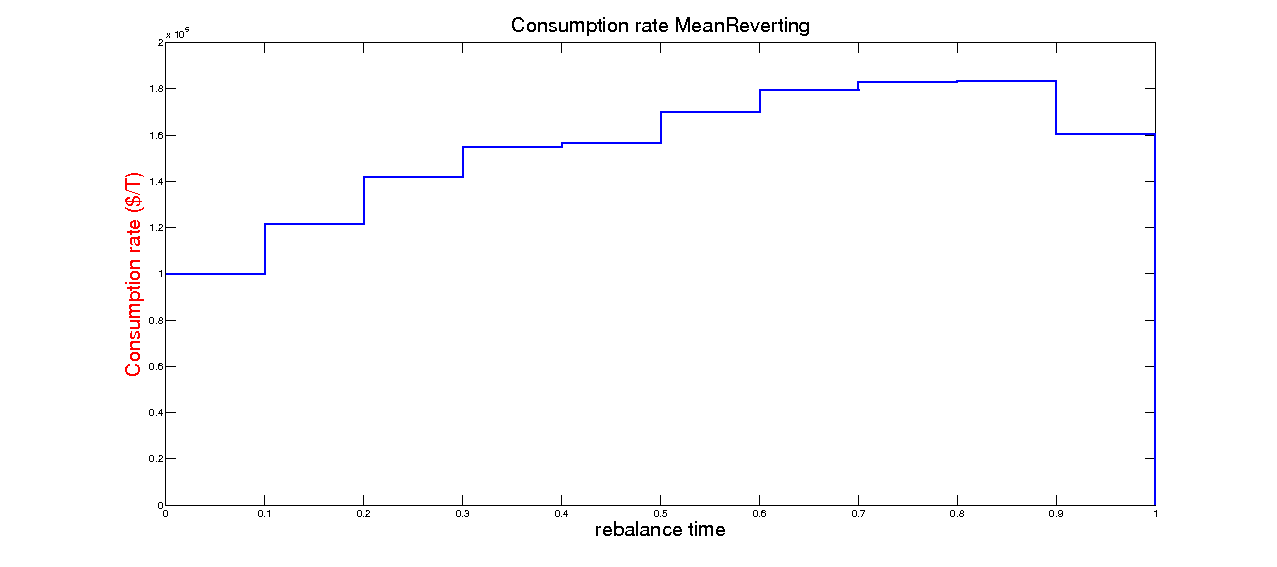 Consumption rate MeanReverting
x 10⁵
2
1.8
1.6
1.4
1.2
1
0.8
0.6
0.4
0.2
0
Consumption rate ($/T)
0 0.1 0.2 0.3 0.4 0.5 0.6 0.7 0.8 0.9 1
rebalance time